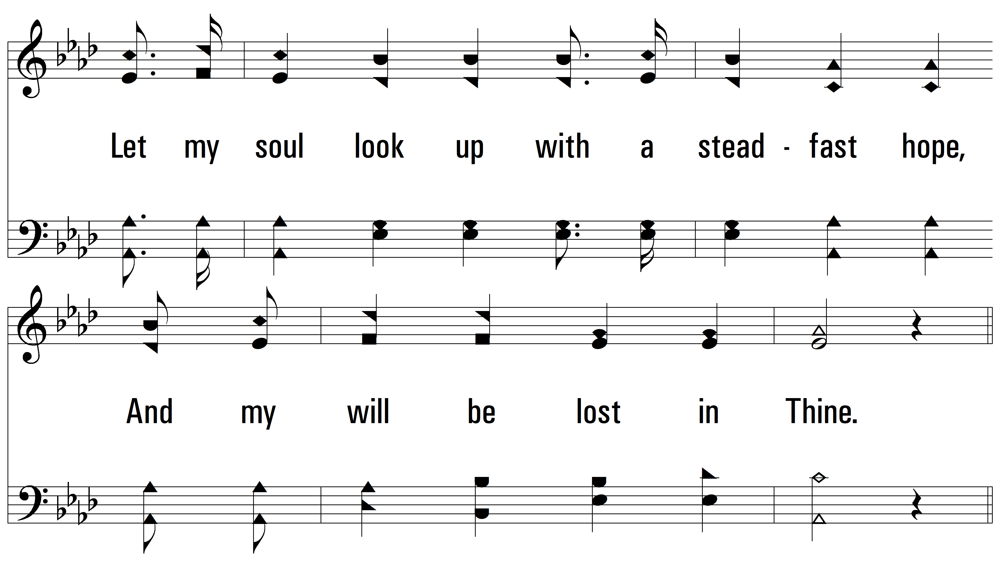 Let my soul look up with a stead - fast hope,
And my will be lost in Thine.